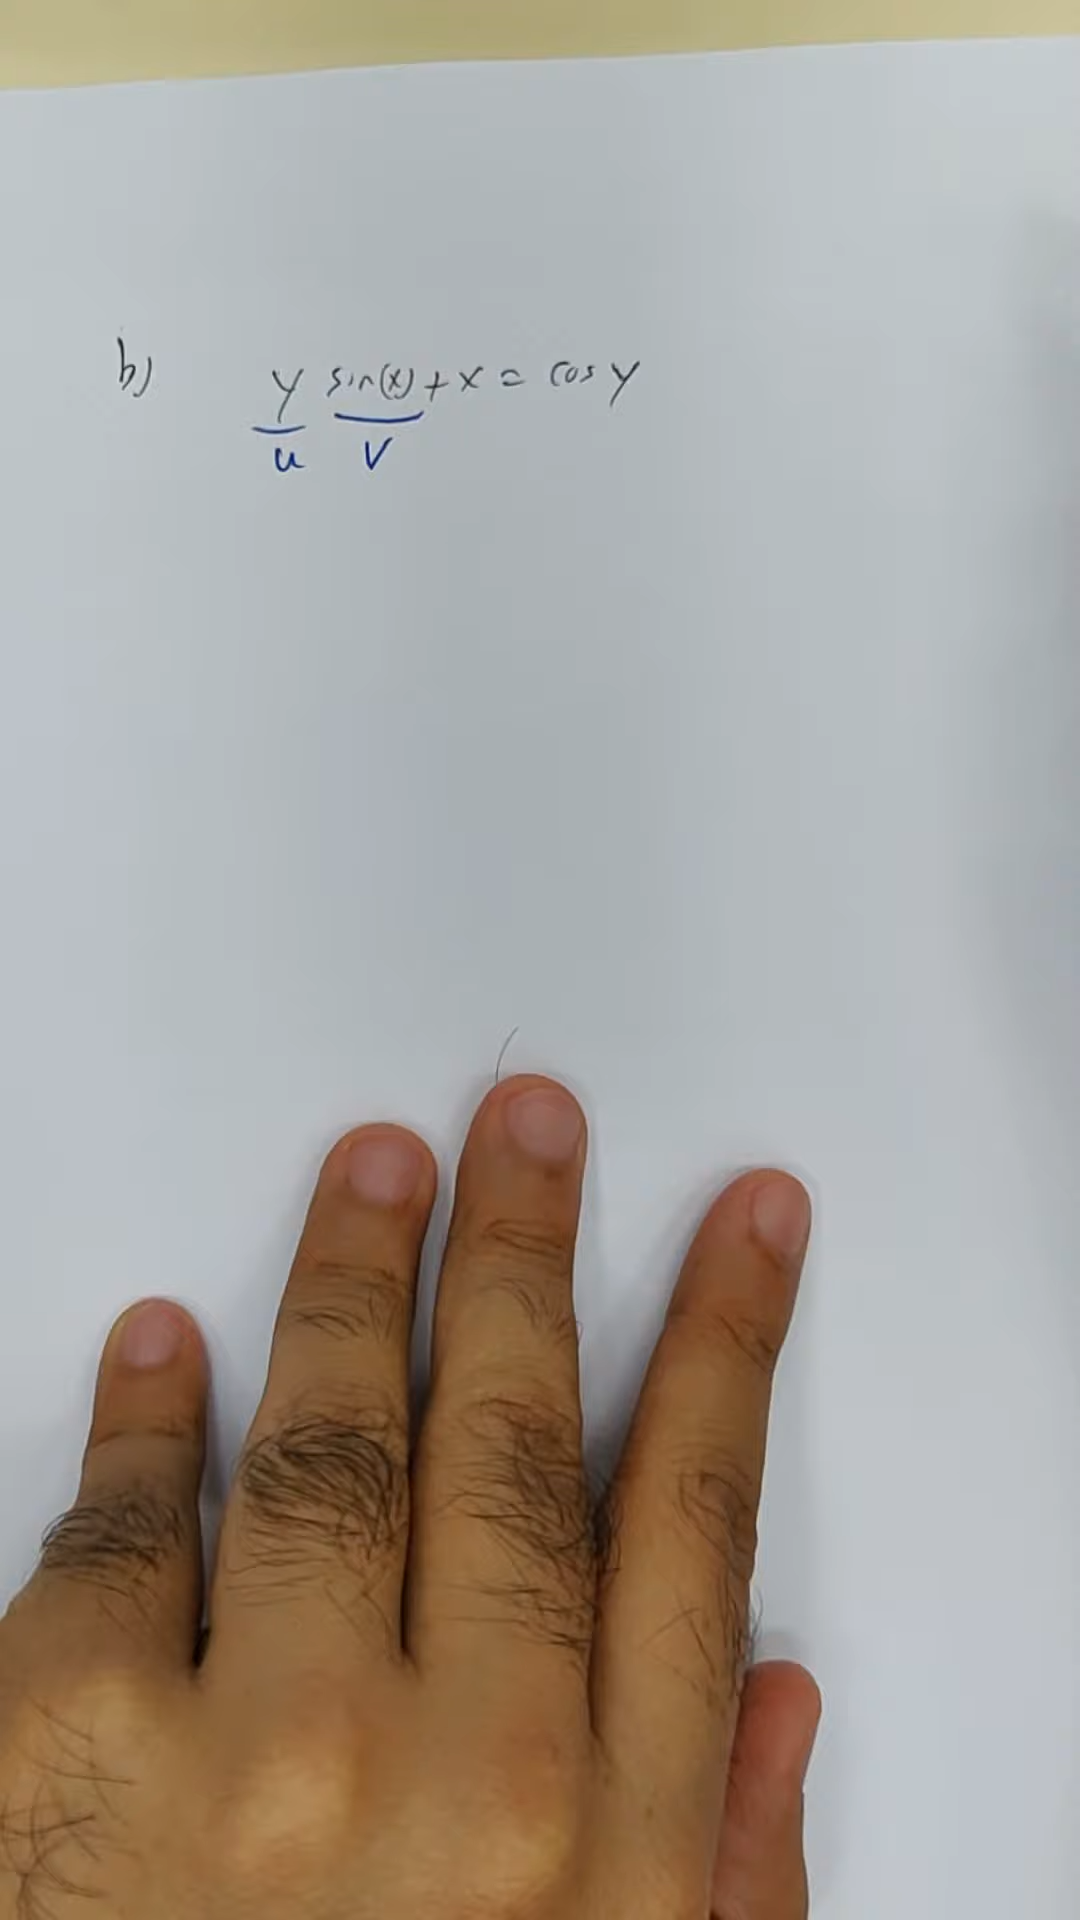 b) y sin(x) + x = cos y
u v